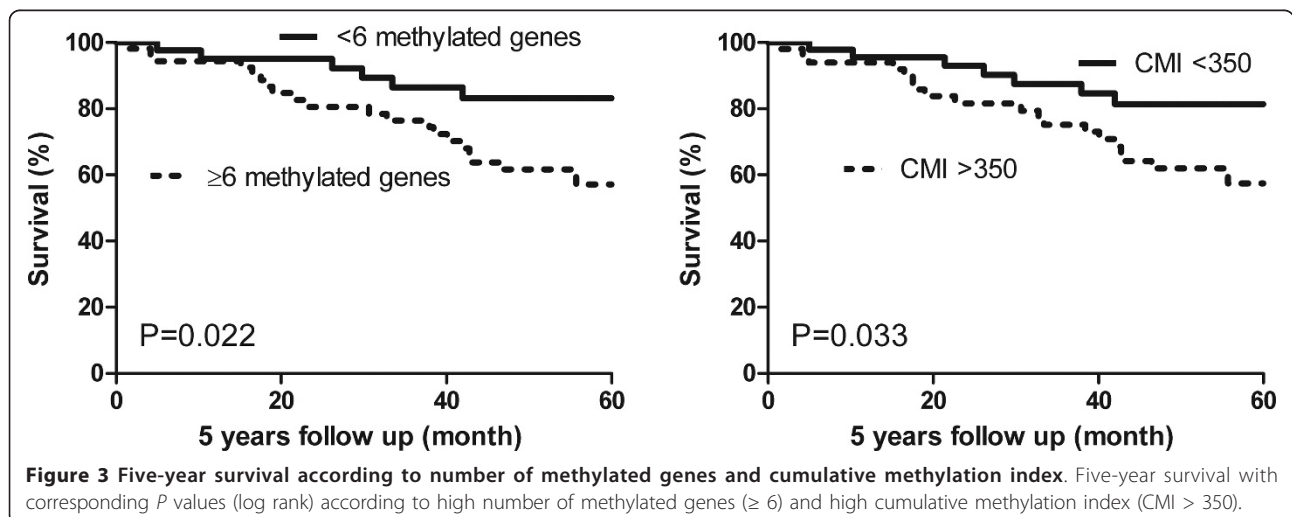 <6 methylated genes
100
80
60
40
20
0
Survival (%)
≥6 methylated genes
P=0.022
0 20 40 60
5 years follow up (month)
CMI <350
100
80
60
40
20
0
Survival (%)
CMI >350
P=0.033
0 20 40 60
5 years follow up (month)
Figure 3 Five-year survival according to number of methylated genes and cumulative methylation index. Five-year survival with
corresponding P values (log rank) according to high number of methylated genes (≥ 6) and high cumulative methylation index (CMI > 350).